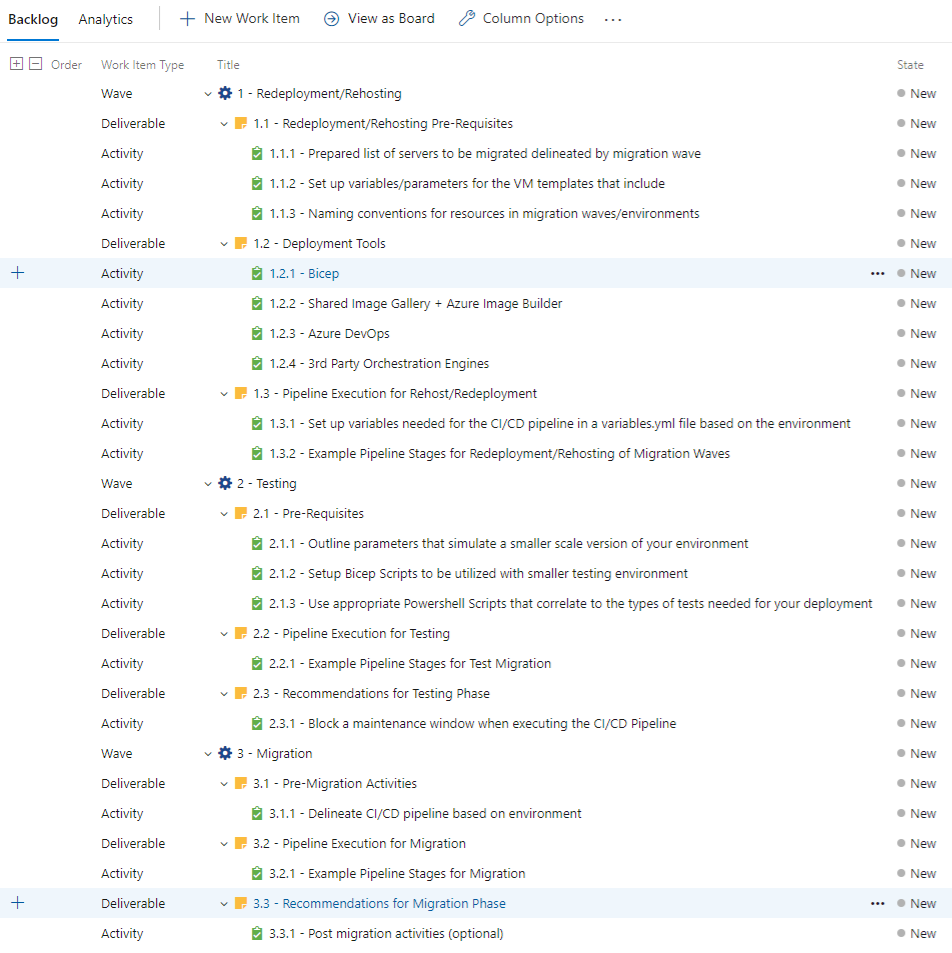 Backlog Analytics New Work Item View as Board Column Options ...
Order Work Item Type Title State
Wave 1 - Redeployment/Rehosting New
Deliverable 1.1 - Redeployment/Rehosting Pre-Requisites New
Activity 1.1.1 - Prepared list of servers to be migrated delineated by migration wave New
Activity 1.1.2 - Set up variables/parameters for the VM templates that include New
Activity 1.1.3 - Naming conventions for resources in migration waves/environments New
Deliverable 1.2 - Deployment Tools New
Activity 1.2.1 - Bicep ... New
Activity 1.2.2 - Shared Image Gallery + Azure Image Builder New
Activity 1.2.3 - Azure DevOps New
Activity 1.2.4 - 3rd Party Orchestration Engines New
Deliverable 1.3 - Pipeline Execution for Rehost/Redeployment New
Activity 1.3.1 - Set up variables needed for the CI/CD pipeline in a variables.yml file based on the environment New
Activity 1.3.2 - Example Pipeline Stages for Redeployment/Rehosting of Migration Waves New
Wave 2 - Testing New
Deliverable 2.1 - Pre-Requisites New
Activity 2.1.1 - Outline parameters that simulate a smaller scale version of your environment New
Activity 2.1.2 - Setup Bicep Scripts to be utilized with smaller testing environment New
Activity 2.1.3 - Use appropriate Powershell Scripts that correlate to the types of tests needed for your deployment New
Deliverable 2.2 - Pipeline Execution for Testing New
Activity 2.2.1 - Example Pipeline Stages for Test Migration New
Deliverable 2.3 - Recommendations for Testing Phase New
Activity 2.3.1 - Block a maintenance window when executing the CI/CD Pipeline New
Wave 3 - Migration New
Deliverable 3.1 - Pre-Migration Activities New
Activity 3.1.1 - Delineate CI/CD pipeline based on environment New
Deliverable 3.2 - Pipeline Execution for Migration New
Activity 3.2.1 - Example Pipeline Stages for Migration New
Deliverable 3.3 - Recommendations for Migration Phase ... New
Activity 3.3.1 - Post migration activities (optional) New